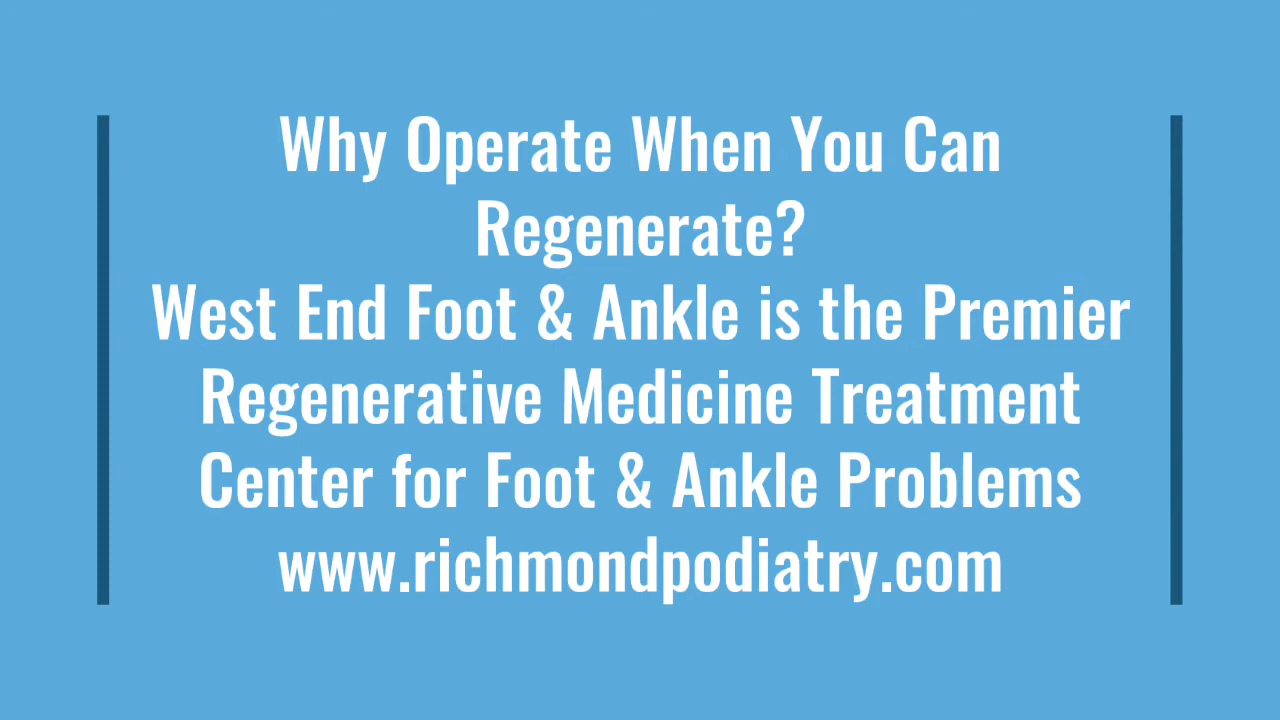 Why Operate When You Can
Regenerate?
West End Foot & Ankle is the Premier
Regenerative Medicine Treatment
Center for Foot & Ankle Problems
www.richmondpodiatry.com